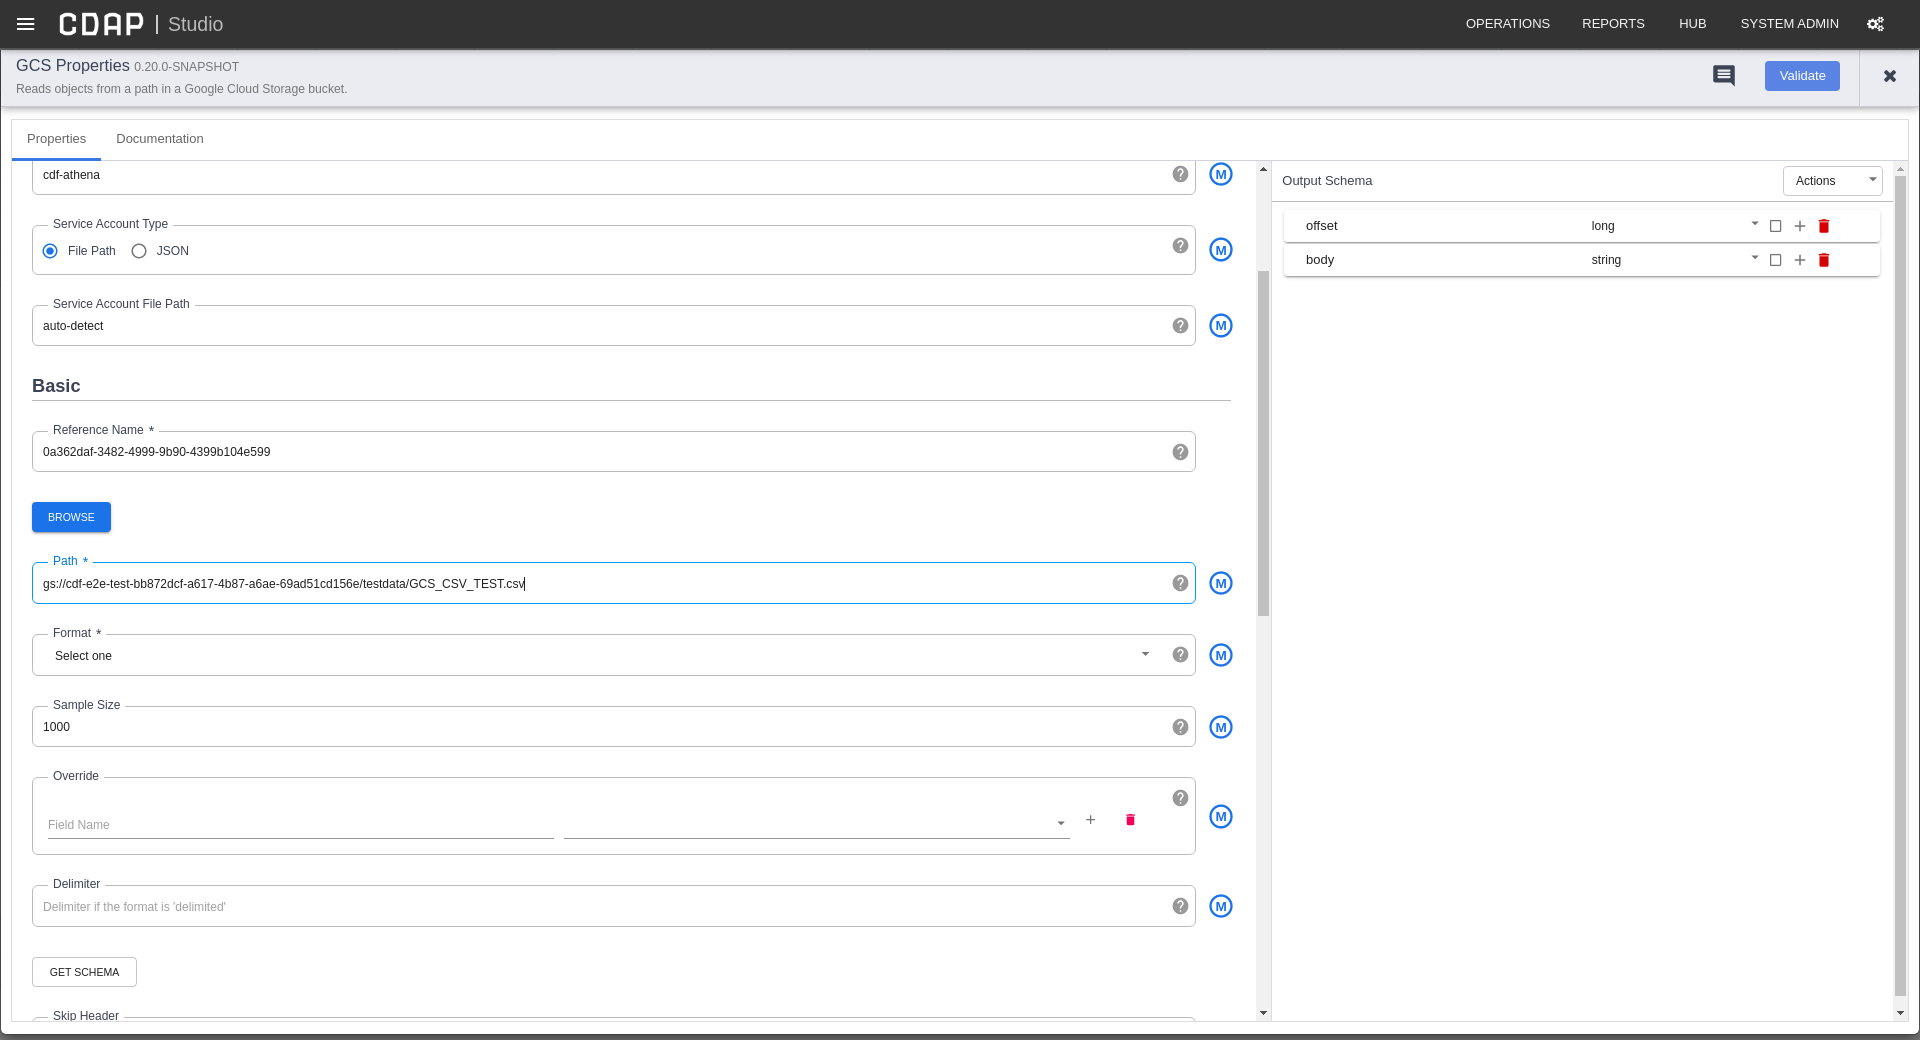 CDAP | Studio
OPERATIONS REPORTS HUB SYSTEM ADMIN
GCS Properties 0.20.0-SNAPSHOT
Reads objects from a path in a Google Cloud Storage bucket.
Validate
Properties Documentation
cdf-athena
M
Service Account Type
File Path JSON
M
Service Account File Path
auto-detect
M
Basic
Reference Name *
0a362daf-3482-4999-9b90-4399b104e599
BROWSE
Path *
gs://cdf-e2e-test-bb872dcf-a617-4b87-a6ae-69ad51cd156e/testdata/GCS_CSV_TEST.csv
M
Format *
Select one
M
Sample Size
1000
M
Override
Field Name
M
Delimiter
Delimiter if the format is 'delimited'
M
GET SCHEMA
Skip Header
Output Schema
Actions
offset long
body string